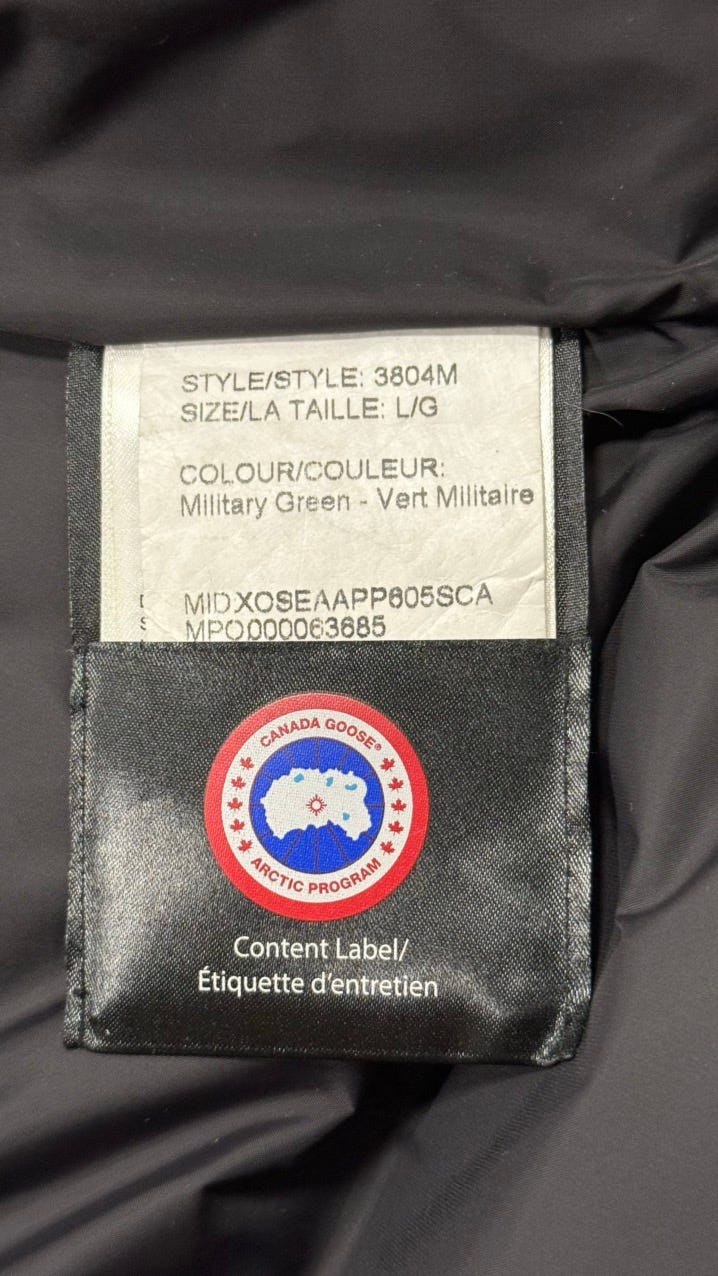 STYLE/STYLE: 3804M
SIZE/LA TAILLE: L/G
COLOUR/COULEUR:
Military Green - Vert Militaire
MIDXOSEAAPP605SCA
MPO000063685
CANADA GOOSE®
ARCTIC PROGRAM
Content Label/
Étiquette d'entretien